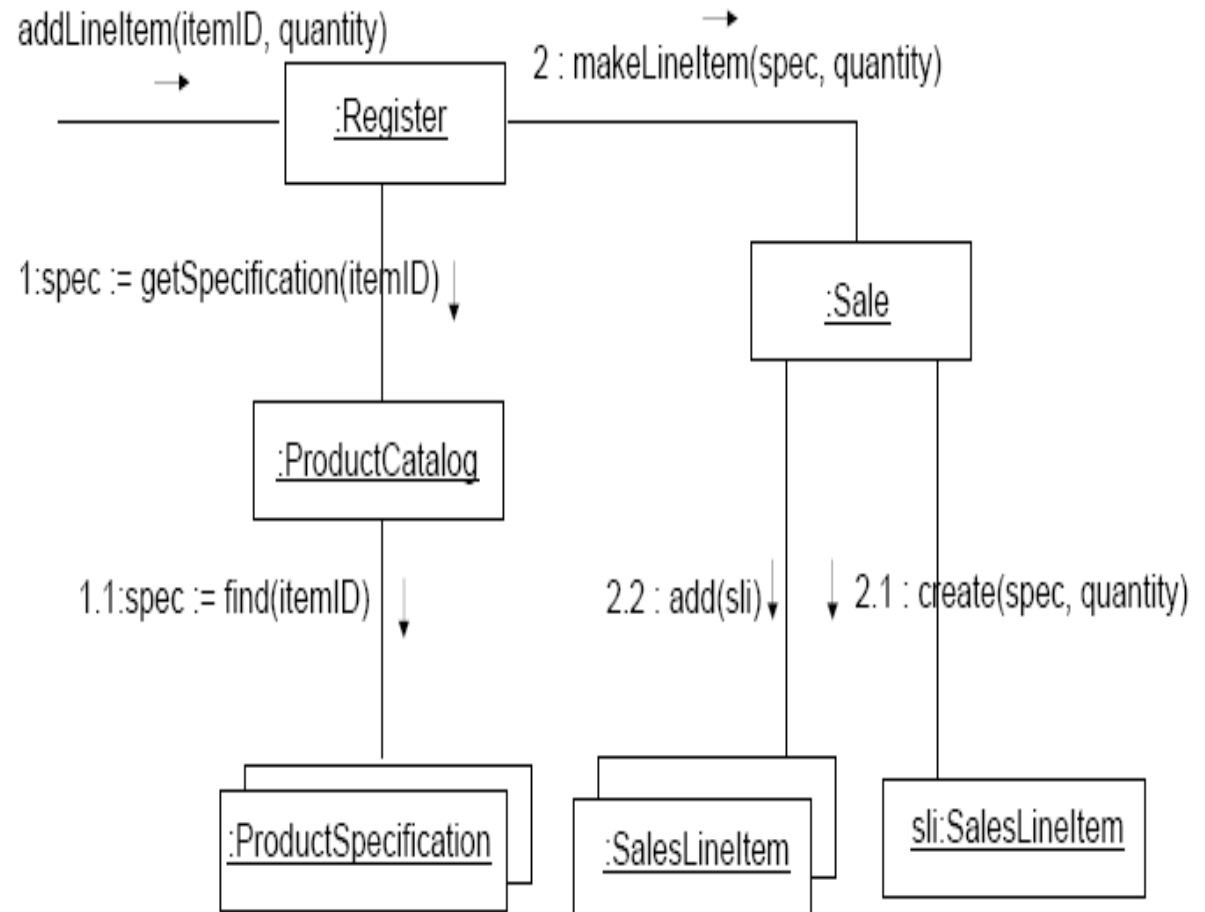 addLineItem(itemID, quantity)
2 : makeLineItem(spec, quantity)
:Register
1:spec := getSpecification(itemID)
:Sale
:ProductCatalog
1.1:spec := find(itemID)
2.2 : add(sli)
2.1 : create(spec, quantity)
:ProductSpecification
:SalesLineItem
sli:SalesLineItem